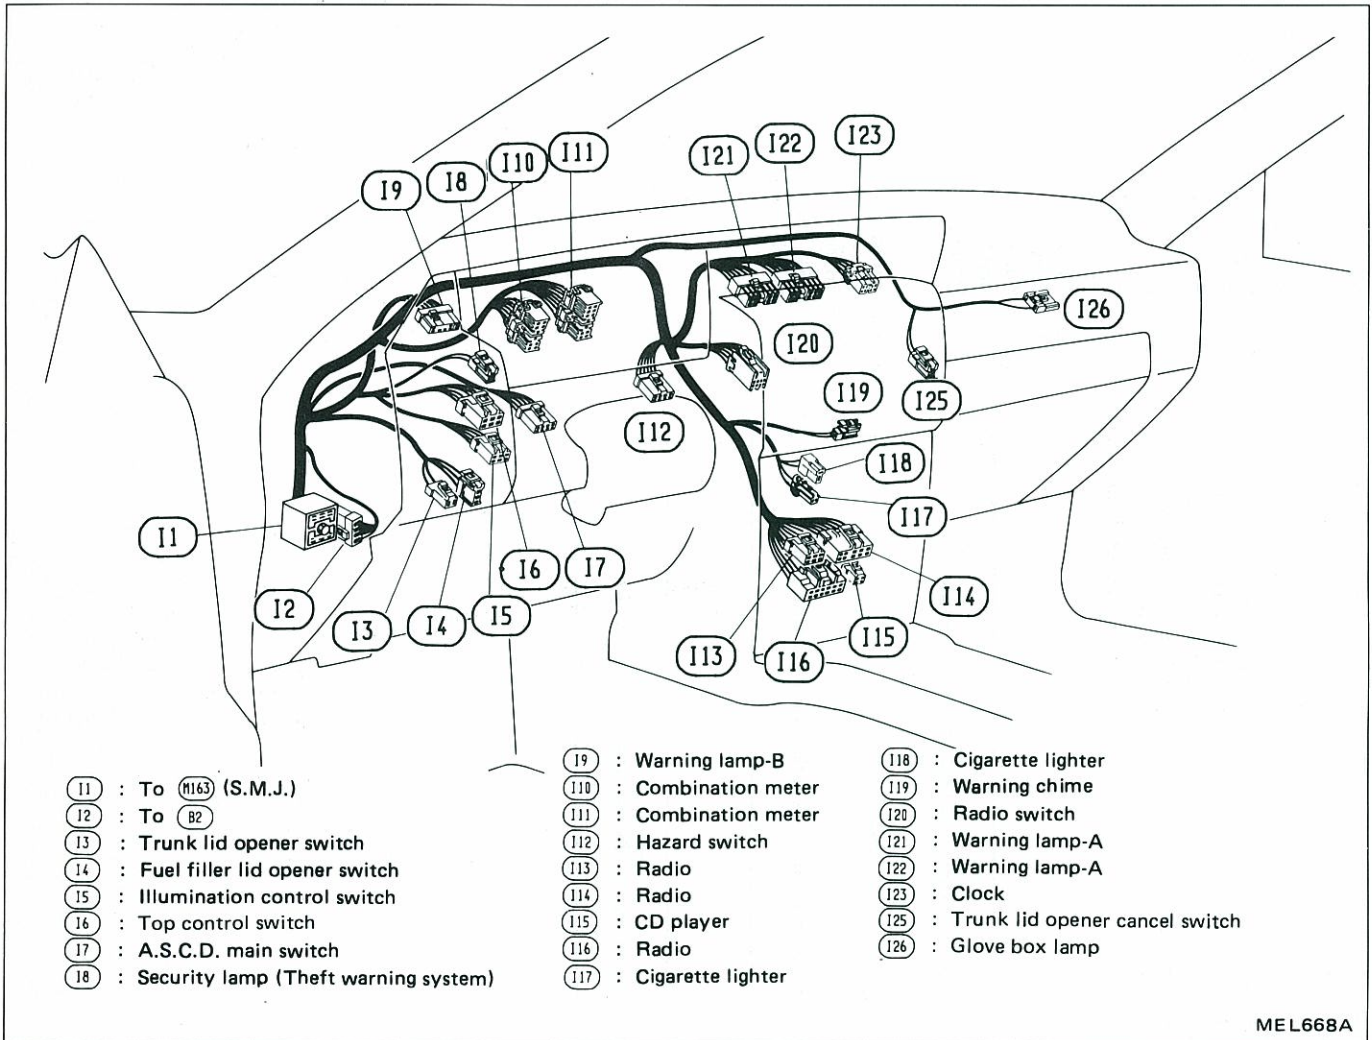 I9
I8
I10
I11
I21
I22
I23
I26
I20
I25
I12
I19
I18
I17
I1
I2
I3
I4
I5
I6
I7
I14
I15
I13
I16
I1 : To M163 (S.M.J.)
I2 : To B2
I3 : Trunk lid opener switch
I4 : Fuel filler lid opener switch
I5 : Illumination control switch
I6 : Top control switch
I7 : A.S.C.D. main switch
I8 : Security lamp (Theft warning system)
I9 : Warning lamp-B
I10 : Combination meter
I11 : Combination meter
I12 : Hazard switch
I13 : Radio
I14 : Radio
I15 : CD player
I16 : Radio
I17 : Cigarette lighter
I18 : Cigarette lighter
I19 : Warning chime
I20 : Radio switch
I21 : Warning lamp-A
I22 : Warning lamp-A
I23 : Clock
I25 : Trunk lid opener cancel switch
I26 : Glove box lamp
MEL668A